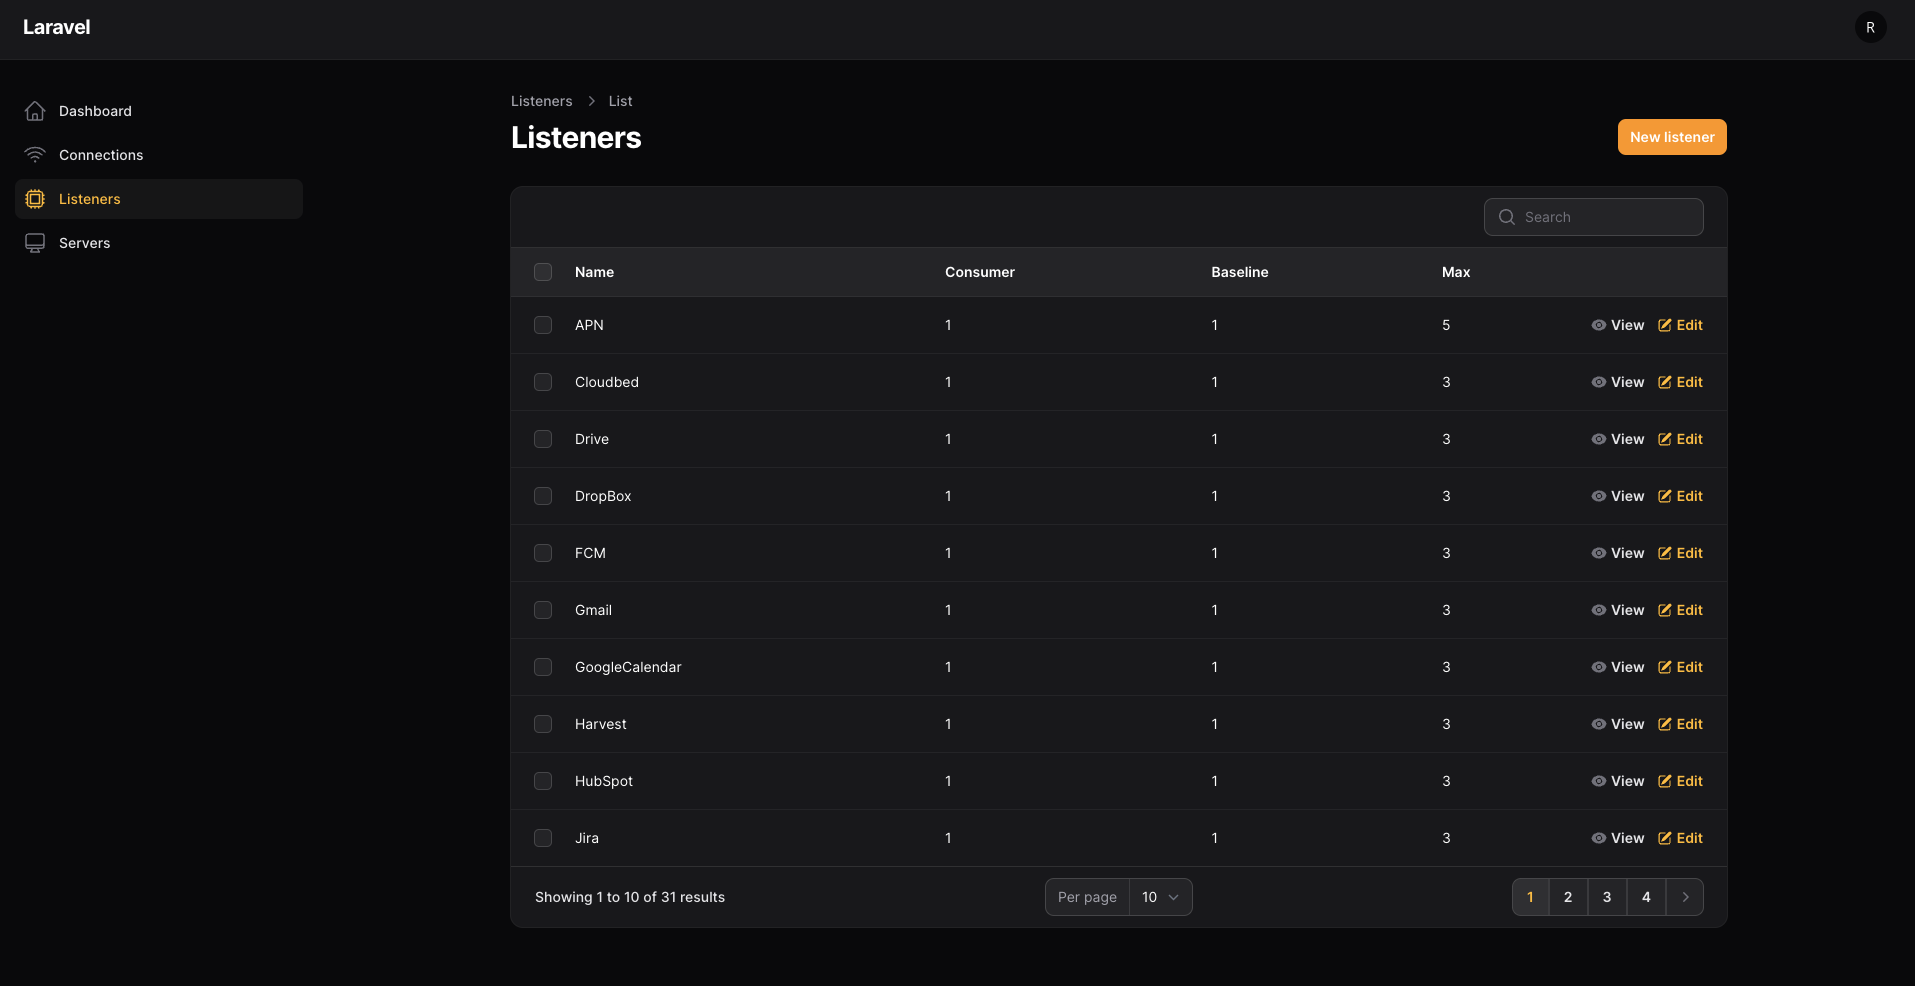 Laravel
R
Dashboard
Connections
Listeners
Servers
Listeners > List
Listeners
New listener
Search
Name Consumer Baseline Max
APN 1 1 5 View Edit
Cloudbed 1 1 3 View Edit
Drive 1 1 3 View Edit
DropBox 1 1 3 View Edit
FCM 1 1 3 View Edit
Gmail 1 1 3 View Edit
GoogleCalendar 1 1 3 View Edit
Harvest 1 1 3 View Edit
HubSpot 1 1 3 View Edit
Jira 1 1 3 View Edit
Showing 1 to 10 of 31 results Per page 10 1 2 3 4